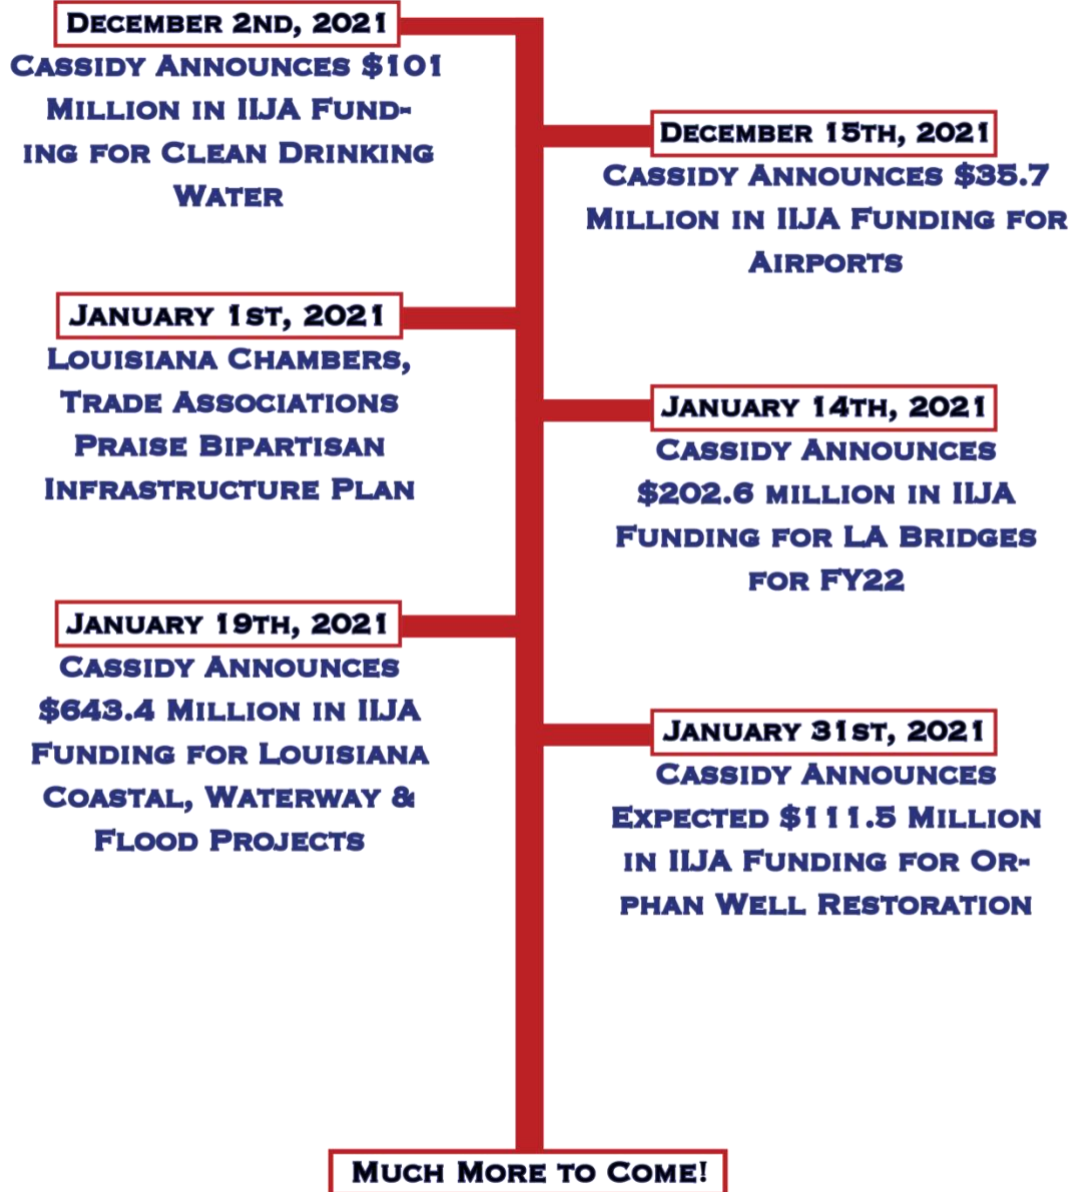 December 2nd, 2021
Cassidy Announces $101
Million in IIJA Fund-
ing for Clean Drinking
Water
December 15th, 2021
Cassidy Announces $35.7
Million in IIJA Funding for
Airports
January 1st, 2021
Louisiana Chambers,
Trade Associations
Praise Bipartisan
Infrastructure Plan
January 14th, 2021
Cassidy Announces
$202.6 million in IIJA
Funding for LA Bridges
for FY22
January 19th, 2021
Cassidy Announces
$643.4 Million in IIJA
Funding for Louisiana
Coastal, Waterway &
Flood Projects
January 31st, 2021
Cassidy Announces
Expected $111.5 Million
in IIJA Funding for Or-
phan Well Restoration
Much More to Come!